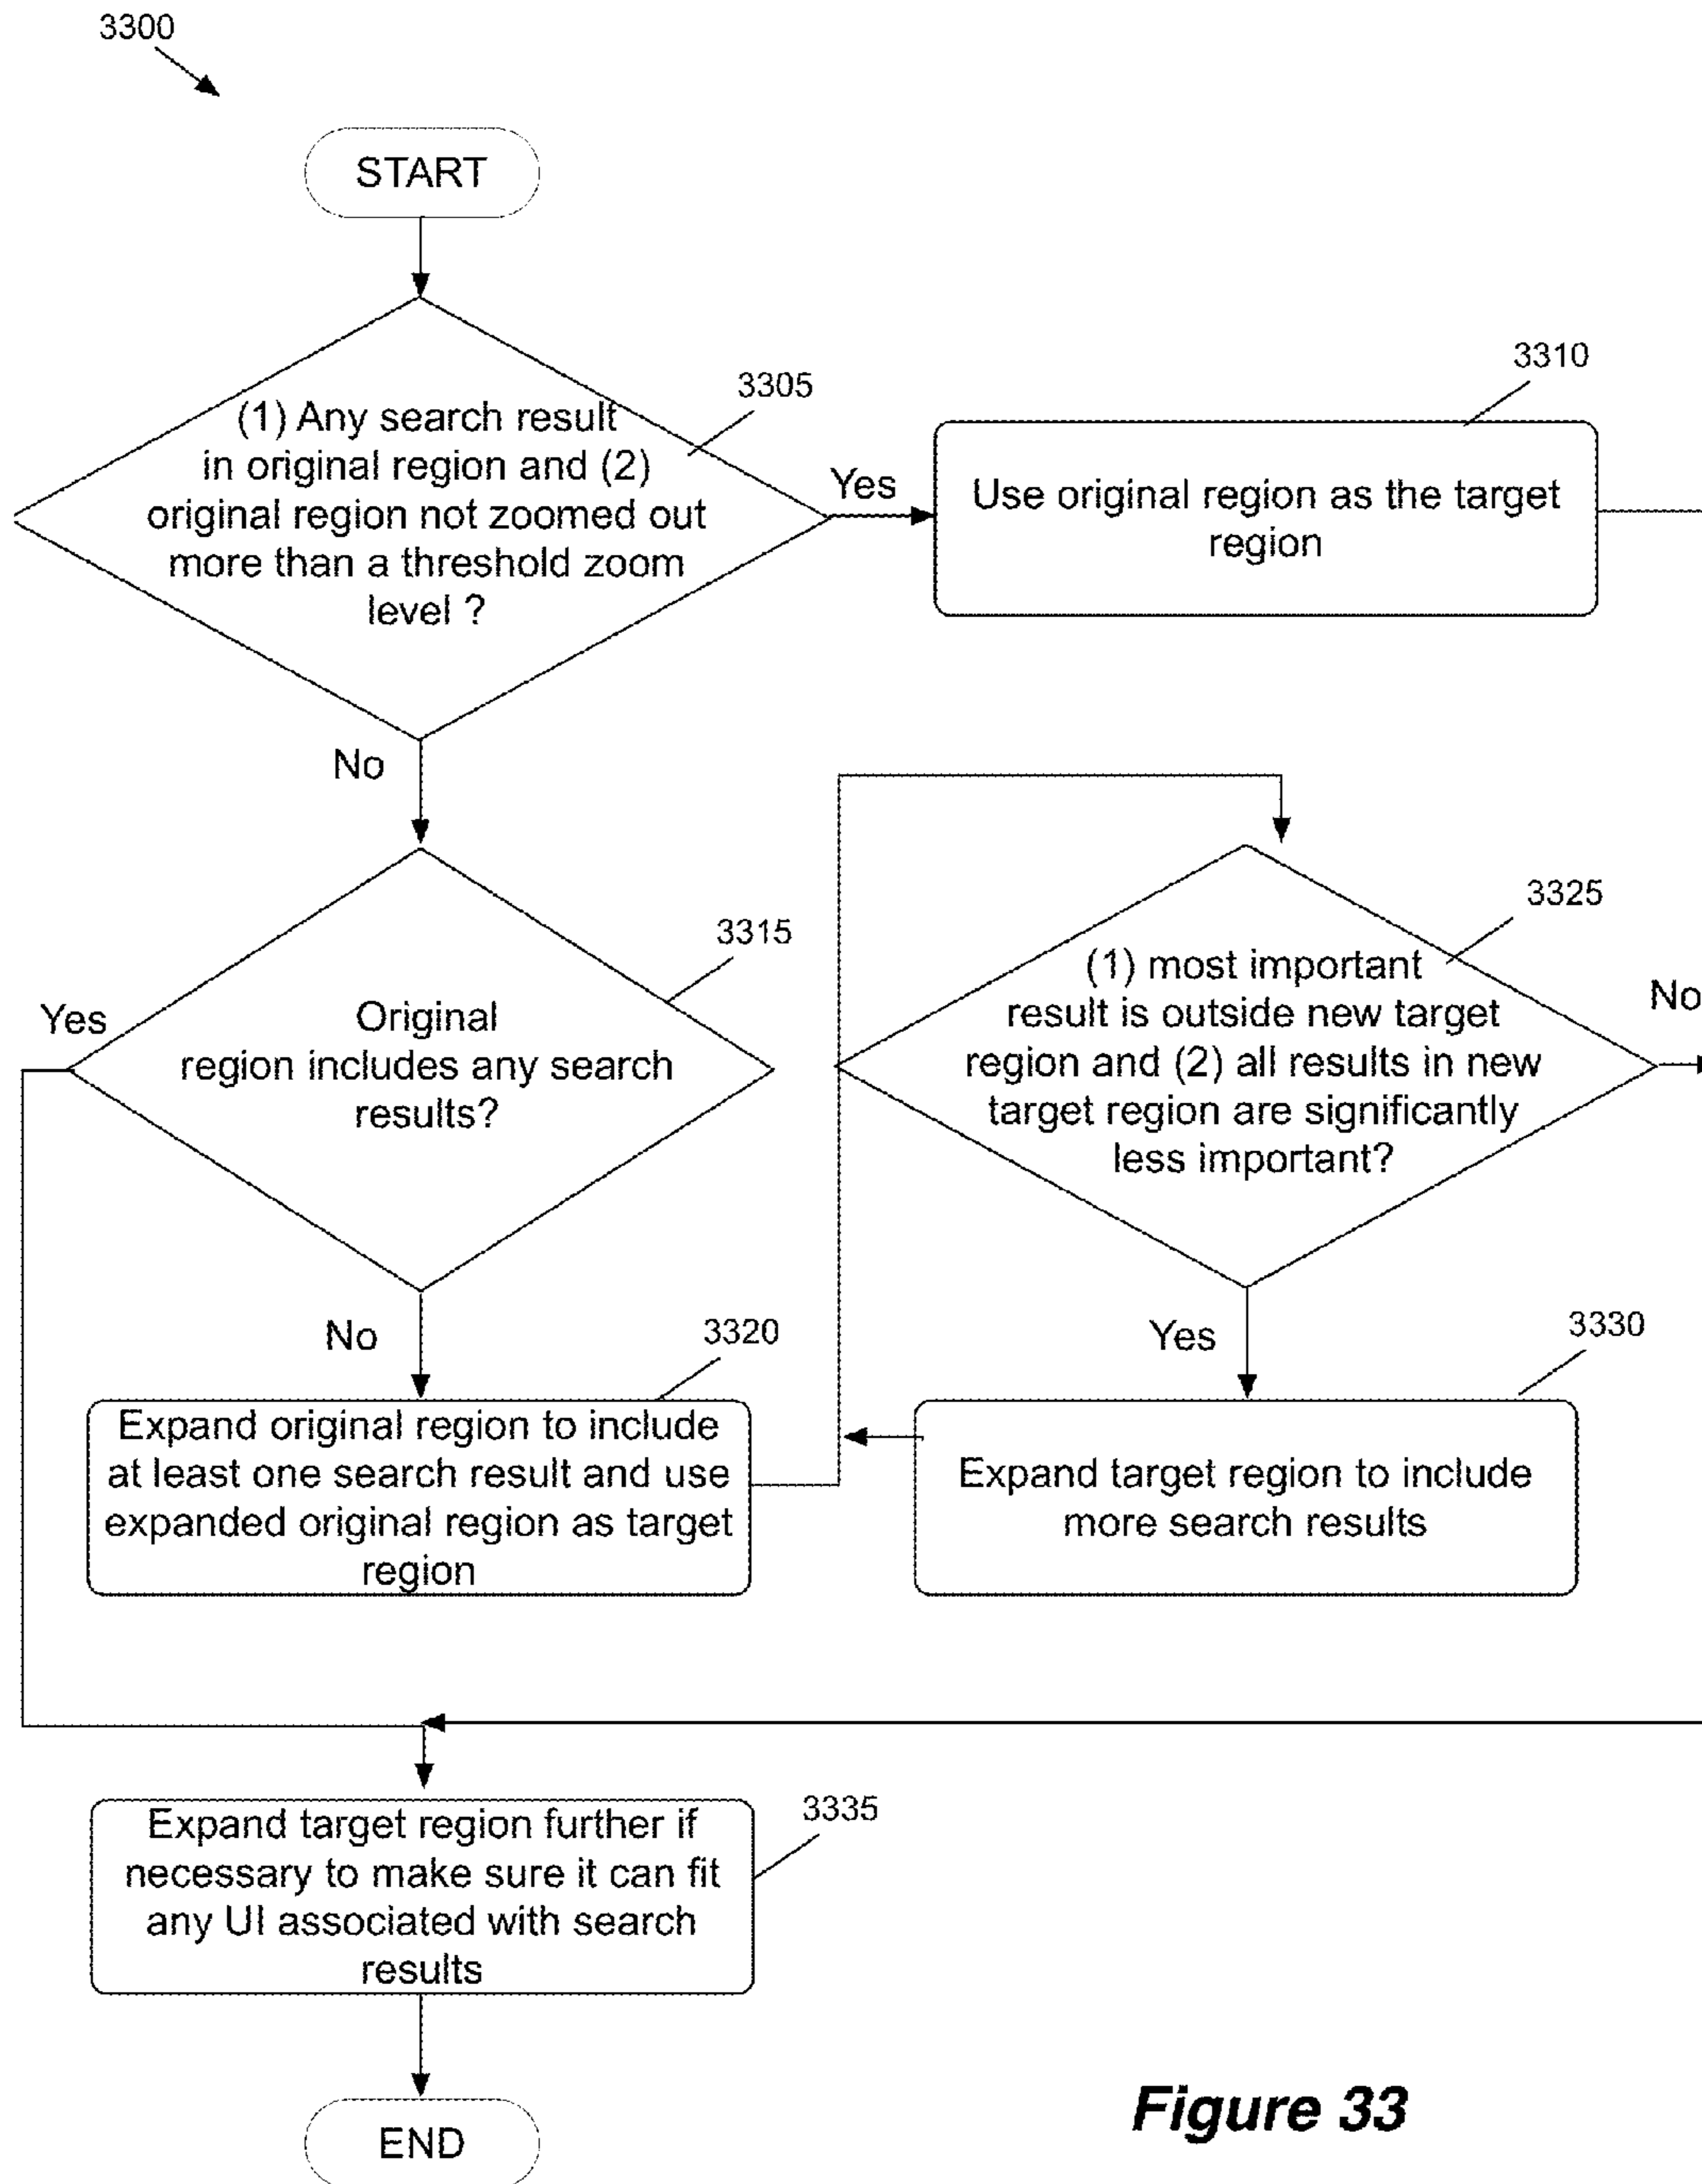 3300
START
3305
(1) Any search result
in original region and (2)
original region not zoomed out
more than a threshold zoom
level ?
Yes
3310
Use original region as the target
region
No
3315
Original
region includes any search
results?
Yes
No
3320
Expand original region to include
at least one search result and use
expanded original region as target
region
3325
(1) most important
result is outside new target
region and (2) all results in new
target region are significantly
less important?
No
Yes
3330
Expand target region to include
more search results
3335
Expand target region further if
necessary to make sure it can fit
any UI associated with search
results
END
Figure 33